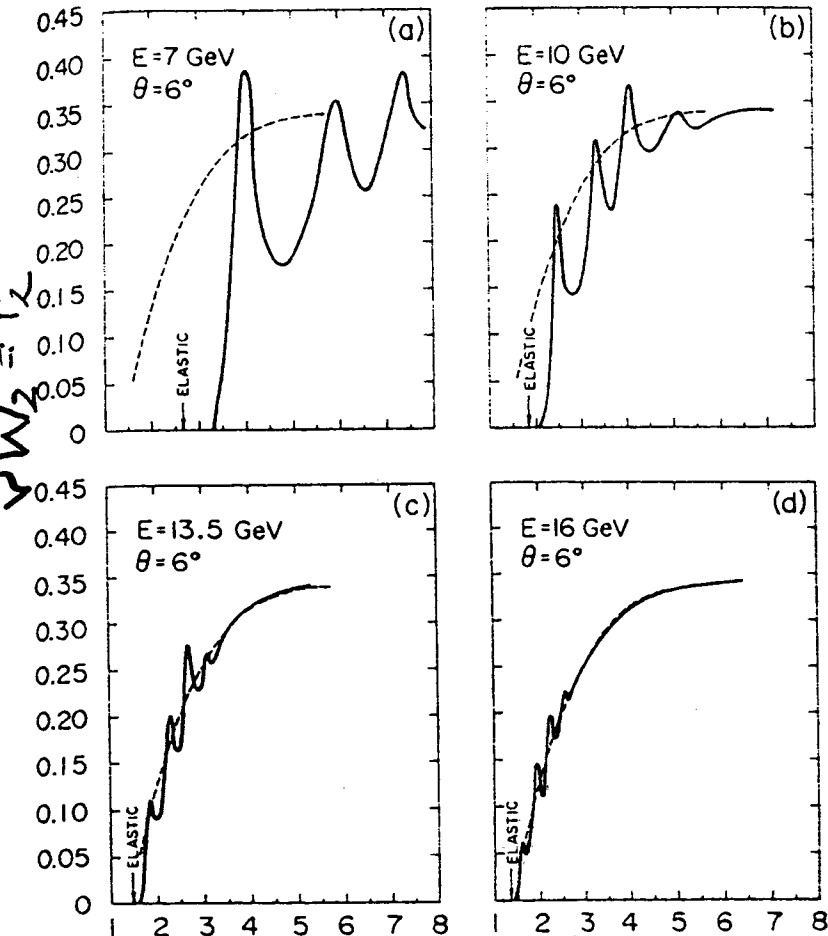 0.45
0.40
0.35
0.30
0.25
0.20
0.15
0.10
0.05
0
(a)
E=7 GeV
θ=6°
ELASTIC
(b)
E=10 GeV
θ=6°
ELASTIC
νW₂ =
0.45
0.40
0.35
0.30
0.25
0.20
0.15
0.10
0.05
0
(c)
E=13.5 GeV
θ=6°
ELASTIC
1 2 3 4 5 6 7 8
(d)
E=16 GeV
θ=6°
ELASTIC
1 2 3 4 5 6 7 8